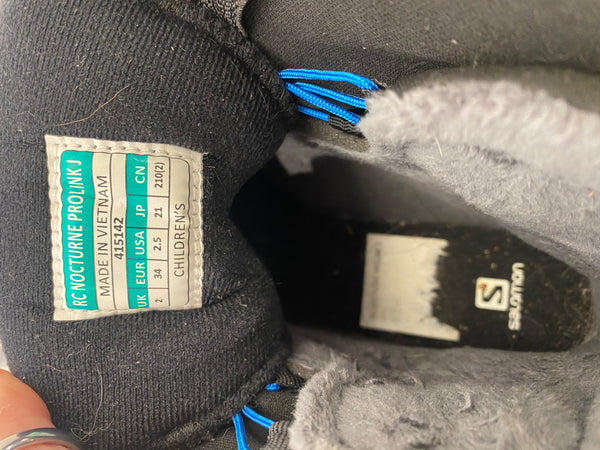 RC NOCTURNE PROLINK J
MADE IN VIETNAM
415142
UK EUR USA JP CN
2 34 2.5 21 210(2)
CHILDREN'S
S
SALOMON